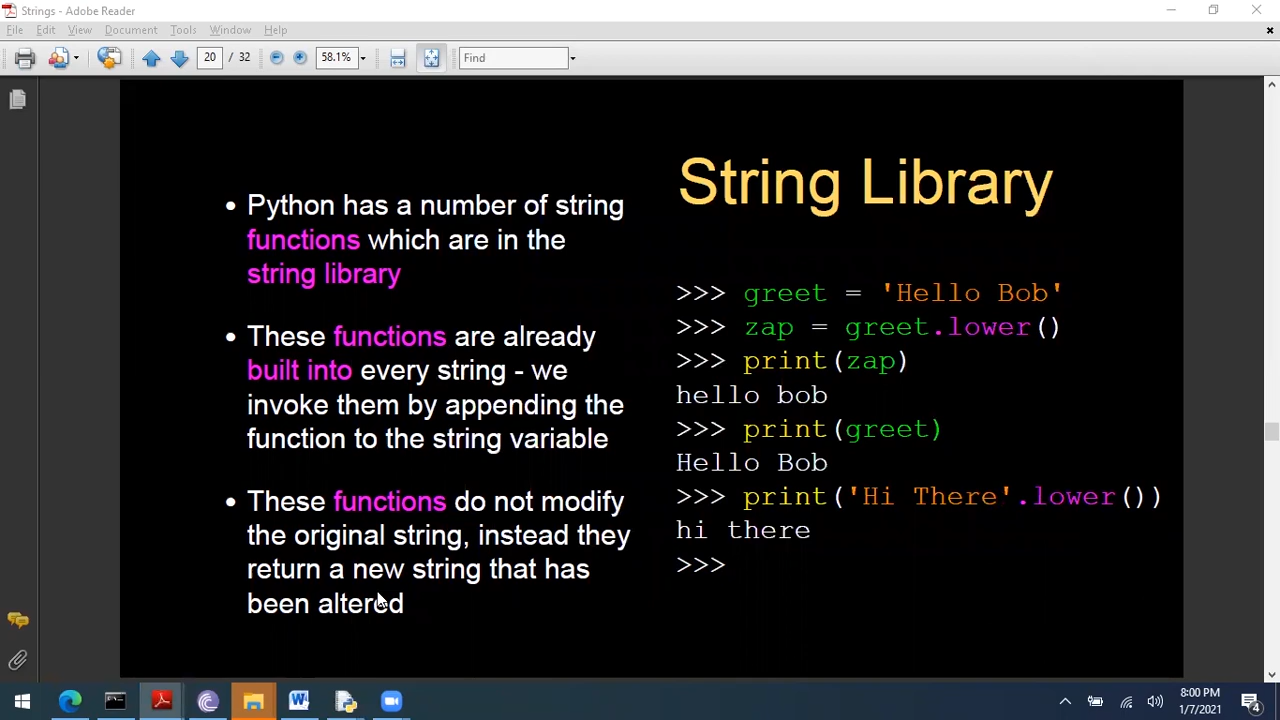 Strings - Adobe Reader
File Edit View Document Tools Window Help
20 / 32 58.1% Find
String Library
• Python has a number of string
functions which are in the
string library
• These functions are already
built into every string - we
invoke them by appending the
function to the string variable
• These functions do not modify
the original string, instead they
return a new string that has
been altered
>>> greet = 'Hello Bob'
>>> zap = greet.lower()
>>> print(zap)
hello bob
>>> print(greet)
Hello Bob
>>> print('Hi There'.lower())
hi there
>>>
8:00 PM
1/7/2021
4